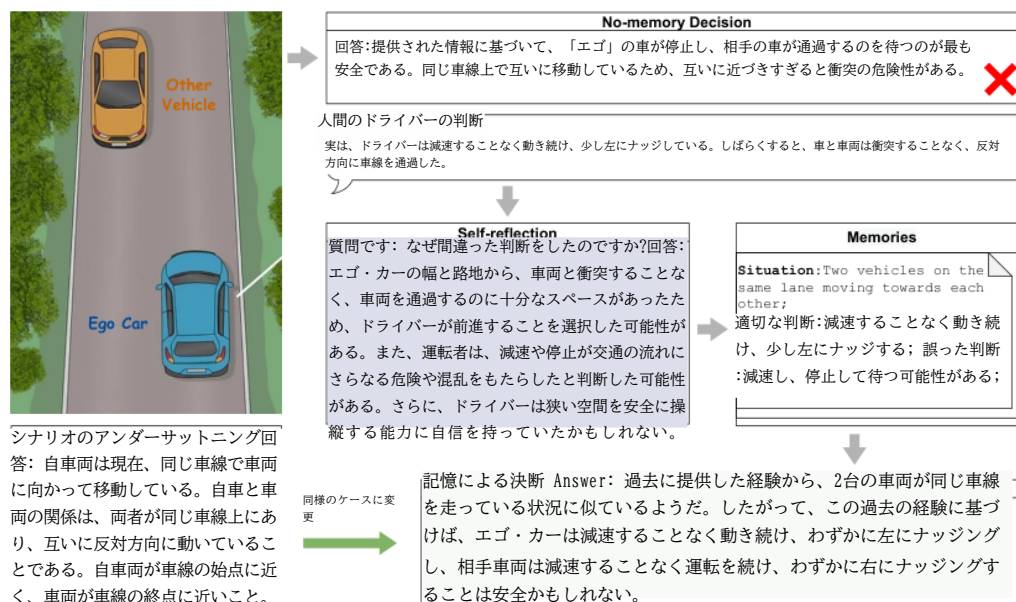 Other
Vehicle
Ego Car
シナリオのアンダーサットニング回
答: 自車両は現在、同じ車線で車両
に向かって移動している。自車と車
両の関係は、両者が同じ車線上にあ
り、互いに反対方向に動いているこ
とである。自車両が車線の始点に近
く、車両が車線の終点に近いこと。
No-memory Decision
回答:提供された情報に基づいて、「エゴ」の車が停止し、相手の車が通過するのを待つのが最も
安全である。同じ車線上で互いに移動しているため、互いに近づきすぎると衝突の危険性がある。
人間のドライバーの判断
実は、ドライバーは減速することなく動き続け、少し左にナッジしている。しばらくすると、車と車両は衝突することなく、反対
方向に車線を通過した。
Self-reflection
質問です: なぜ間違った判断をしたのですか?回答:
エゴ・カーの幅と路地から、車両と衝突することな
く、車両を通過するのに十分なスペースがあったた
め、ドライバーが前進することを選択した可能性が
ある。また、運転者は、減速や停止が交通の流れに
さらなる危険や混乱をもたらしたと判断した可能性
がある。さらに、ドライバーは狭い空間を安全に操
縦する能力に自信を持っていたかもしれない。
Memories
Situation:Two vehicles on the
same lane moving towards each
other;
適切な判断:減速することなく動き続
け、少し左にナッジする; 誤った判断
:減速し、停止して待つ可能性がある;
同様のケースに変
更
記憶による決断 Answer: 過去に提供した経験から、2台の車両が同じ車線
を走っている状況に似ているようだ。したがって、この過去の経験に基づ
けば、エゴ・カーは減速することなく動き続け、わずかに左にナッジング
し、相手車両は減速することなく運転を続け、わずかに右にナッジングす
ることは安全かもしれない。